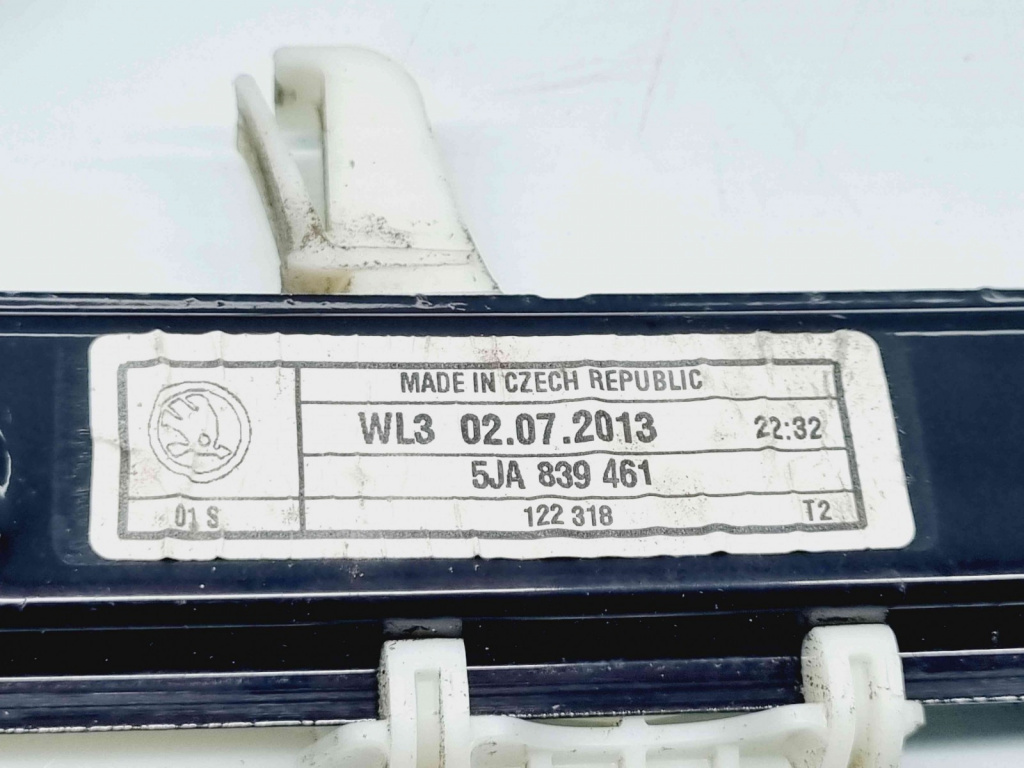 MADE IN CZECH REPUBLIC
WL3 02.07.2013 22:32
5JA 839 461
01 S 122 318 T2